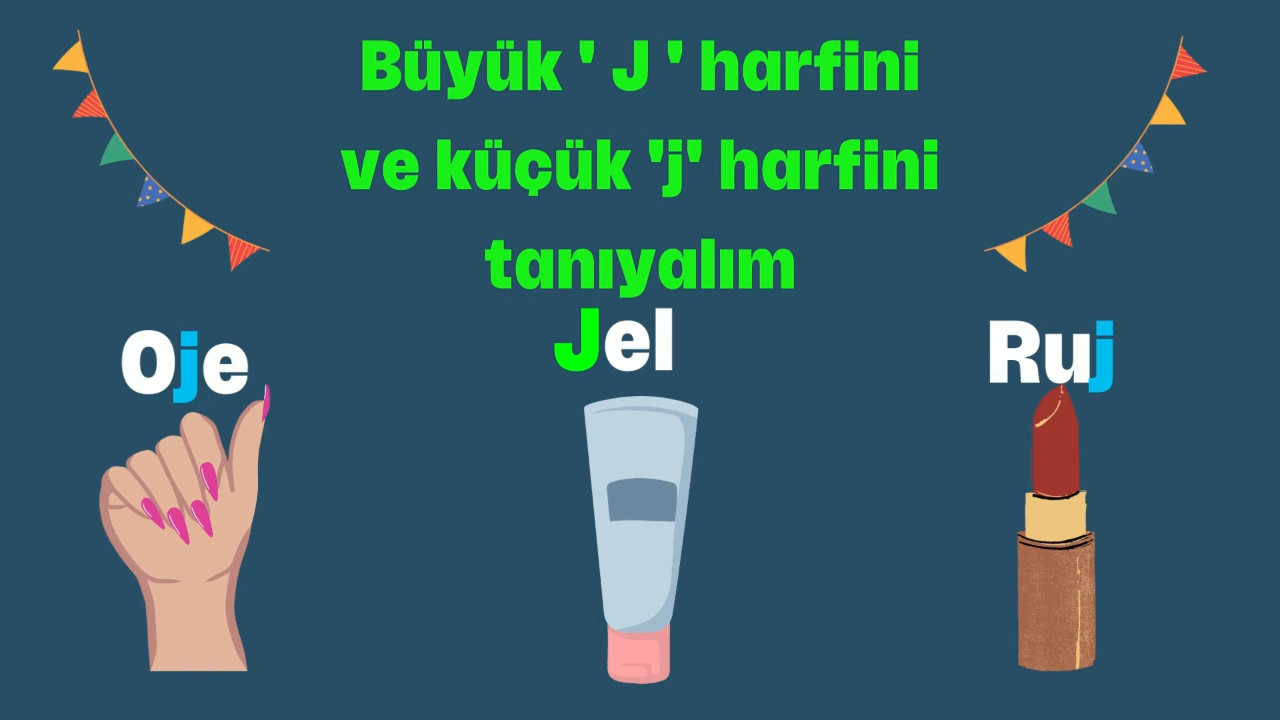 Büyük ' J ' harfini
ve küçük 'j' harfini
tanıyalım
Oje
Jel
Ruj